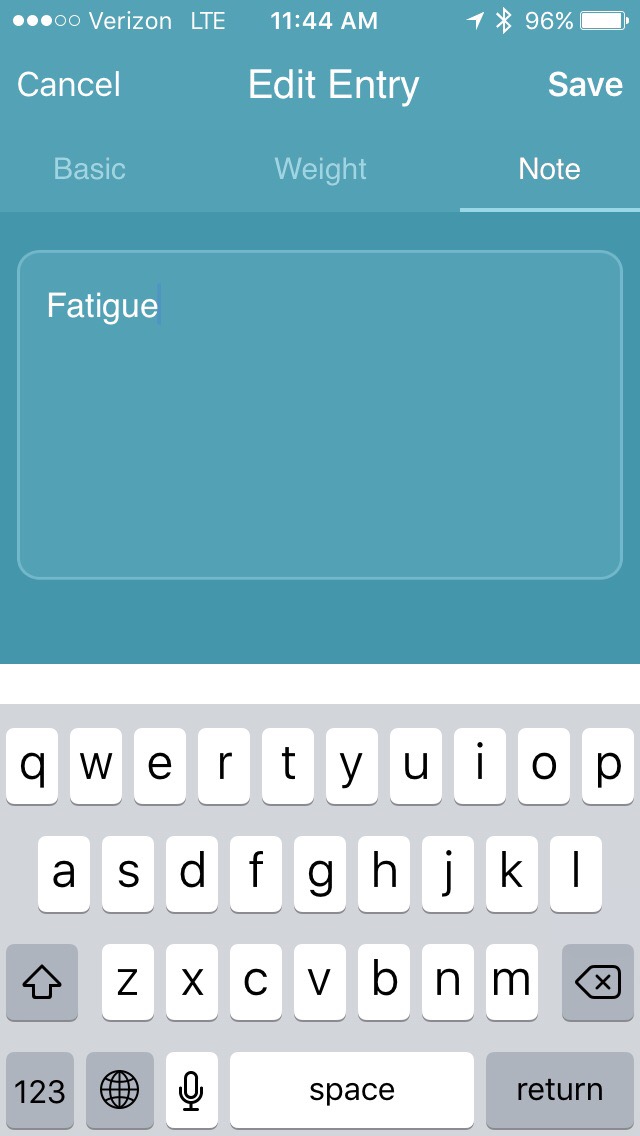 Verizon LTE 11:44 AM 96%
Cancel Edit Entry Save
Basic Weight Note
Fatigue
q w e r t y u i o p
a s d f g h j k l
z x c v b n m
123 space return